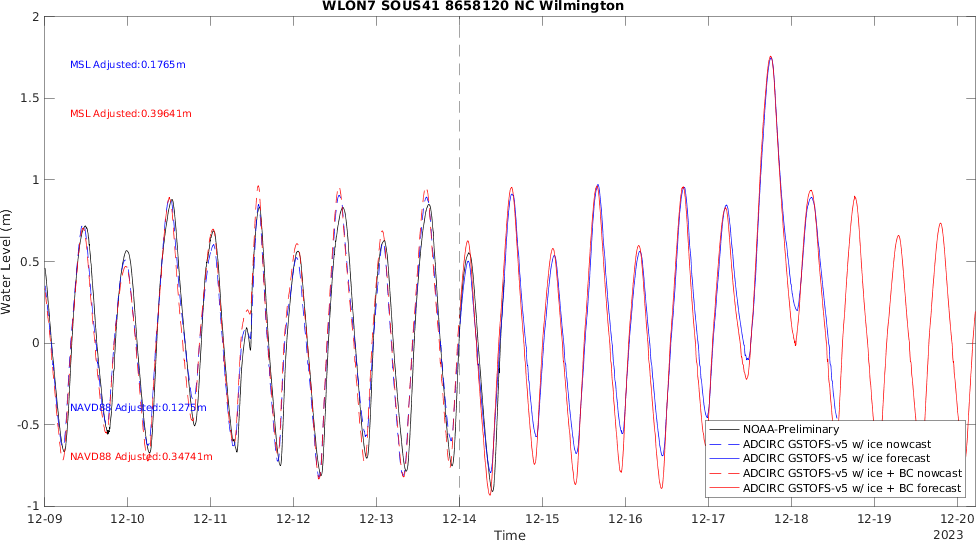 WLON7 SOUS41 8658120 NC Wilmington
MSL Adjusted:0.1765m
MSL Adjusted:0.39641m
NAVD88 Adjusted:0.1275m
NAVD88 Adjusted:0.34741m
Water Level (m)
2
1.5
1
0.5
0
-0.5
-1
NOAA-Preliminary
ADCIRC GSTOFS-v5 w/ ice nowcast
ADCIRC GSTOFS-v5 w/ ice forecast
ADCIRC GSTOFS-v5 w/ ice + BC nowcast
ADCIRC GSTOFS-v5 w/ ice + BC forecast
12-09 12-10 12-11 12-12 12-13 12-14 12-15 12-16 12-17 12-18 12-19 12-20
Time
2023